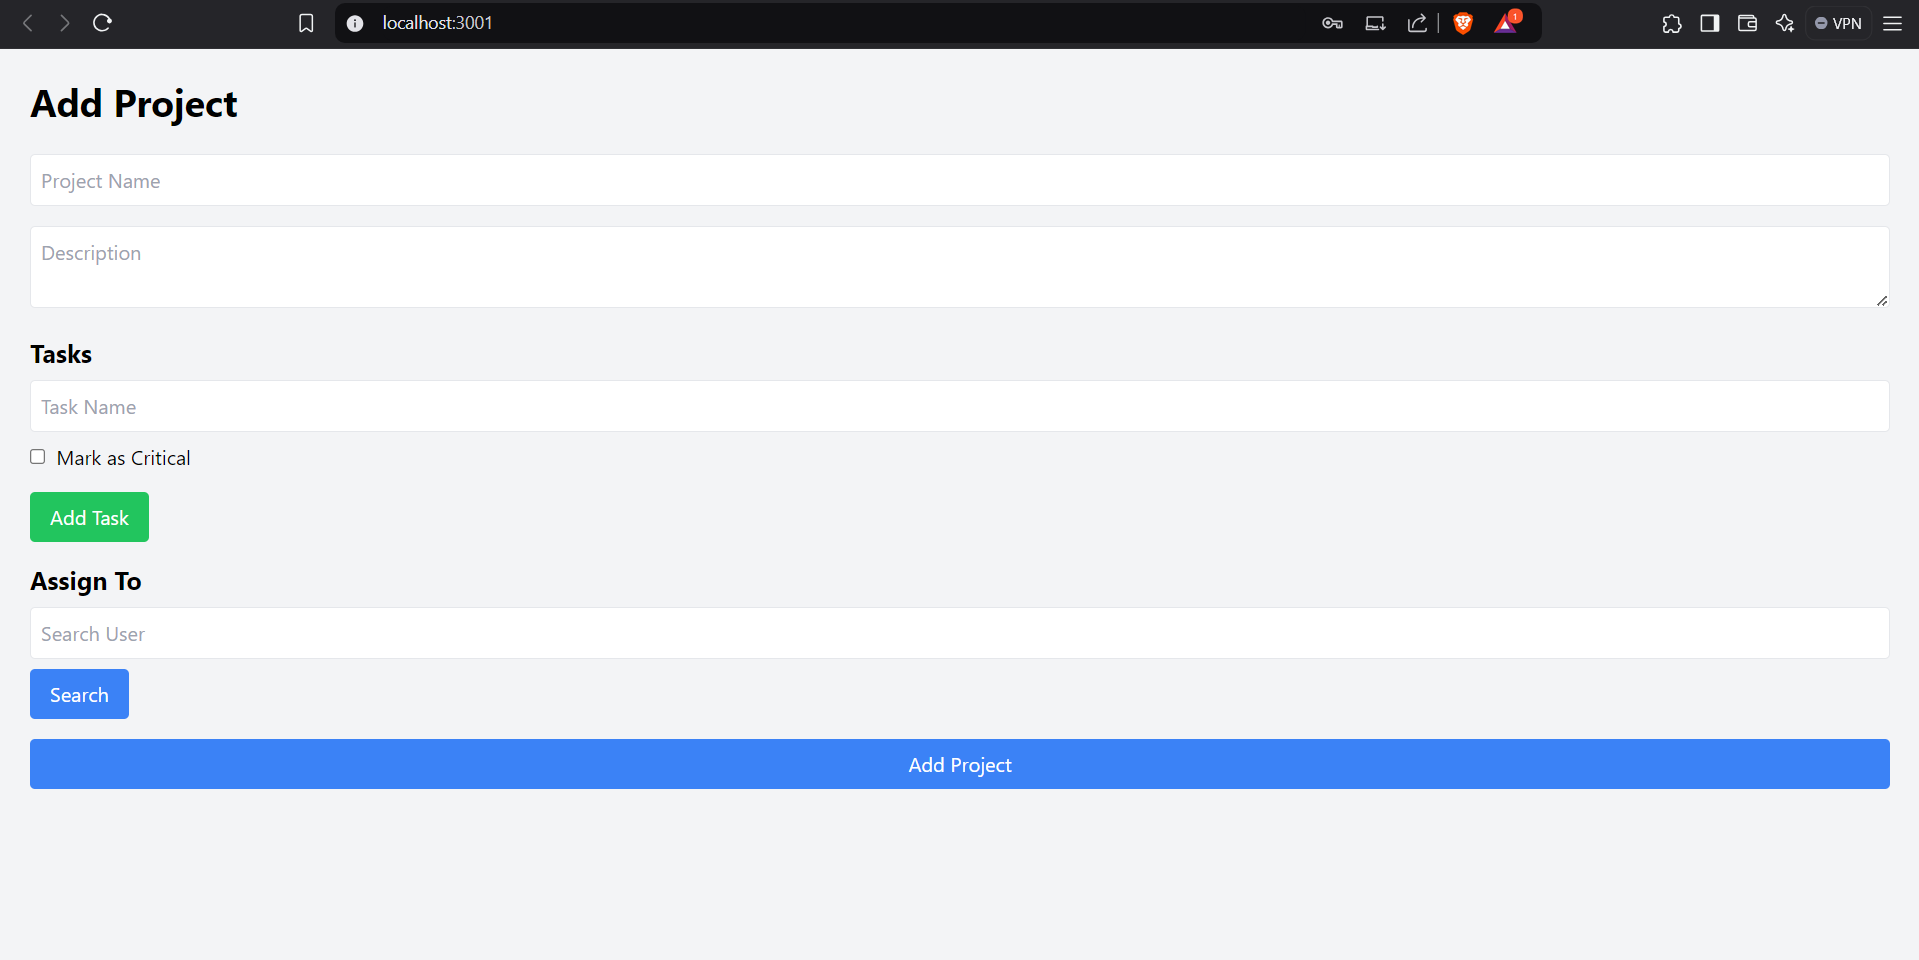 localhost:3001
1
VPN
Add Project
Project Name
Description
Tasks
Task Name
Mark as Critical
Add Task
Assign To
Search User
Search
Add Project